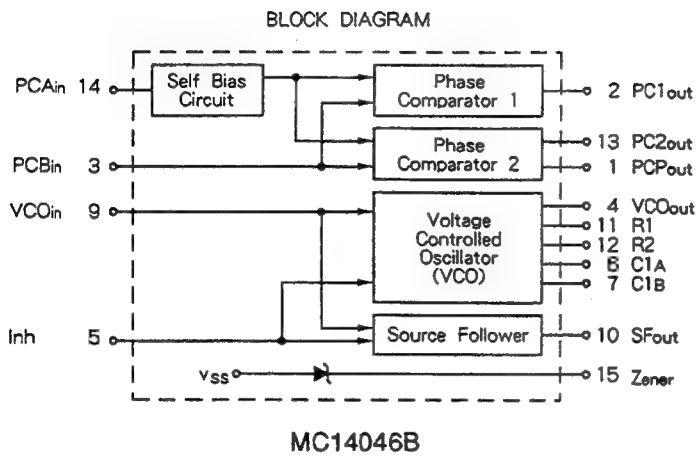 BLOCK DIAGRAM
PCAin 14
Self Bias
Circuit
Phase
Comparator 1
2 PC1out
PCBin 3
Phase
Comparator 2
13 PC2out
1 PCPout
VCOin 9
Voltage
Controlled
Oscillator
(VCO)
4 VCOout
11 R1
12 R2
6 C1A
7 C1B
Inh 5
Source Follower
10 SFout
VSS
15 Zener
MC14046B